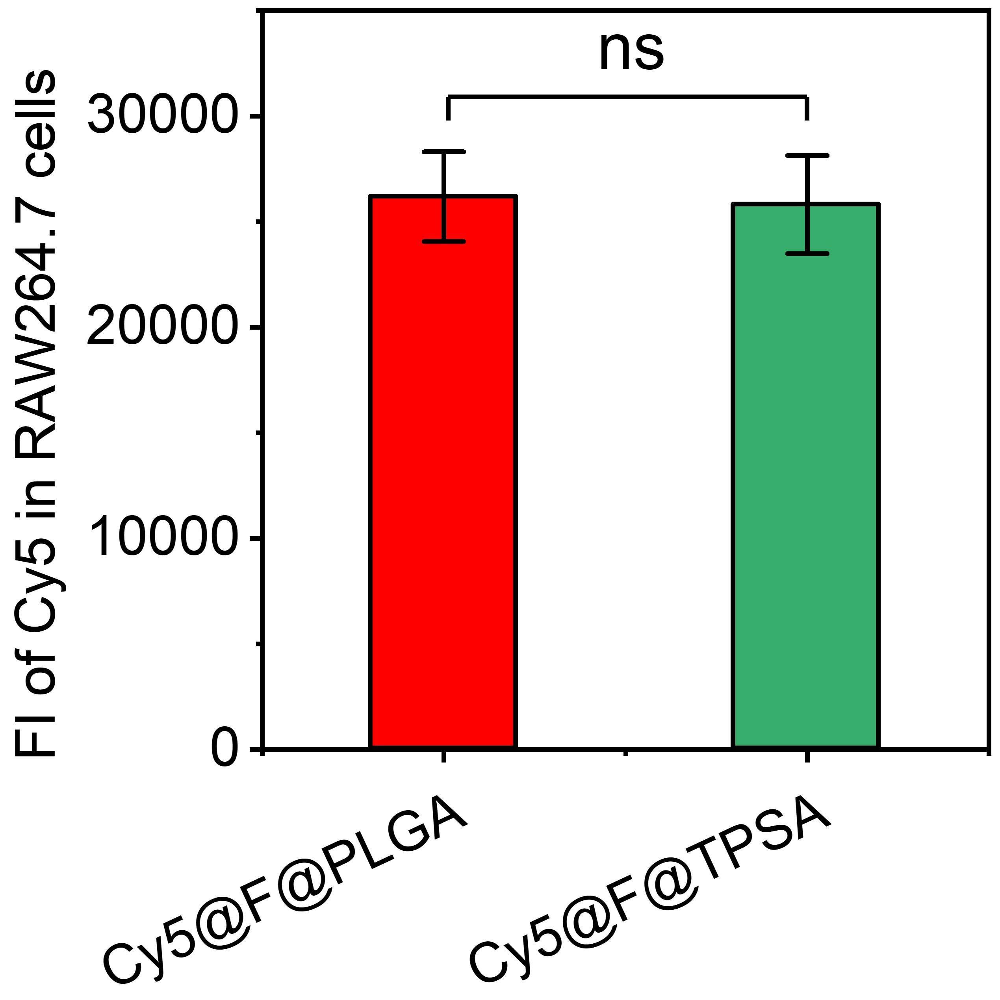 ns
FI of Cy5 in RAW264.7 cells
30000
20000
10000
0
Cy5@F@PLGA
Cy5@F@TPSA